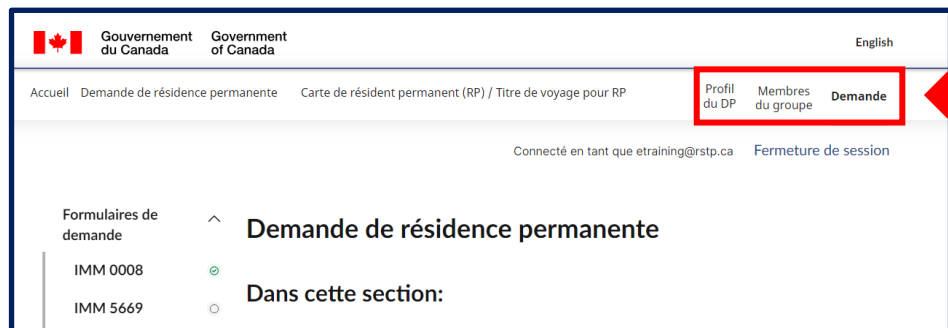 Gouvernement du Canada
Government of Canada
English
Accueil Demande de résidence permanente Carte de résident permanent (RP) / Titre de voyage pour RP
Profil du DP
Membres du groupe
Demande
Connecté en tant que etraining@rstp.ca Fermeture de session
Formulaires de demande
Demande de résidence permanente
IMM 0008
Dans cette section:
IMM 5669